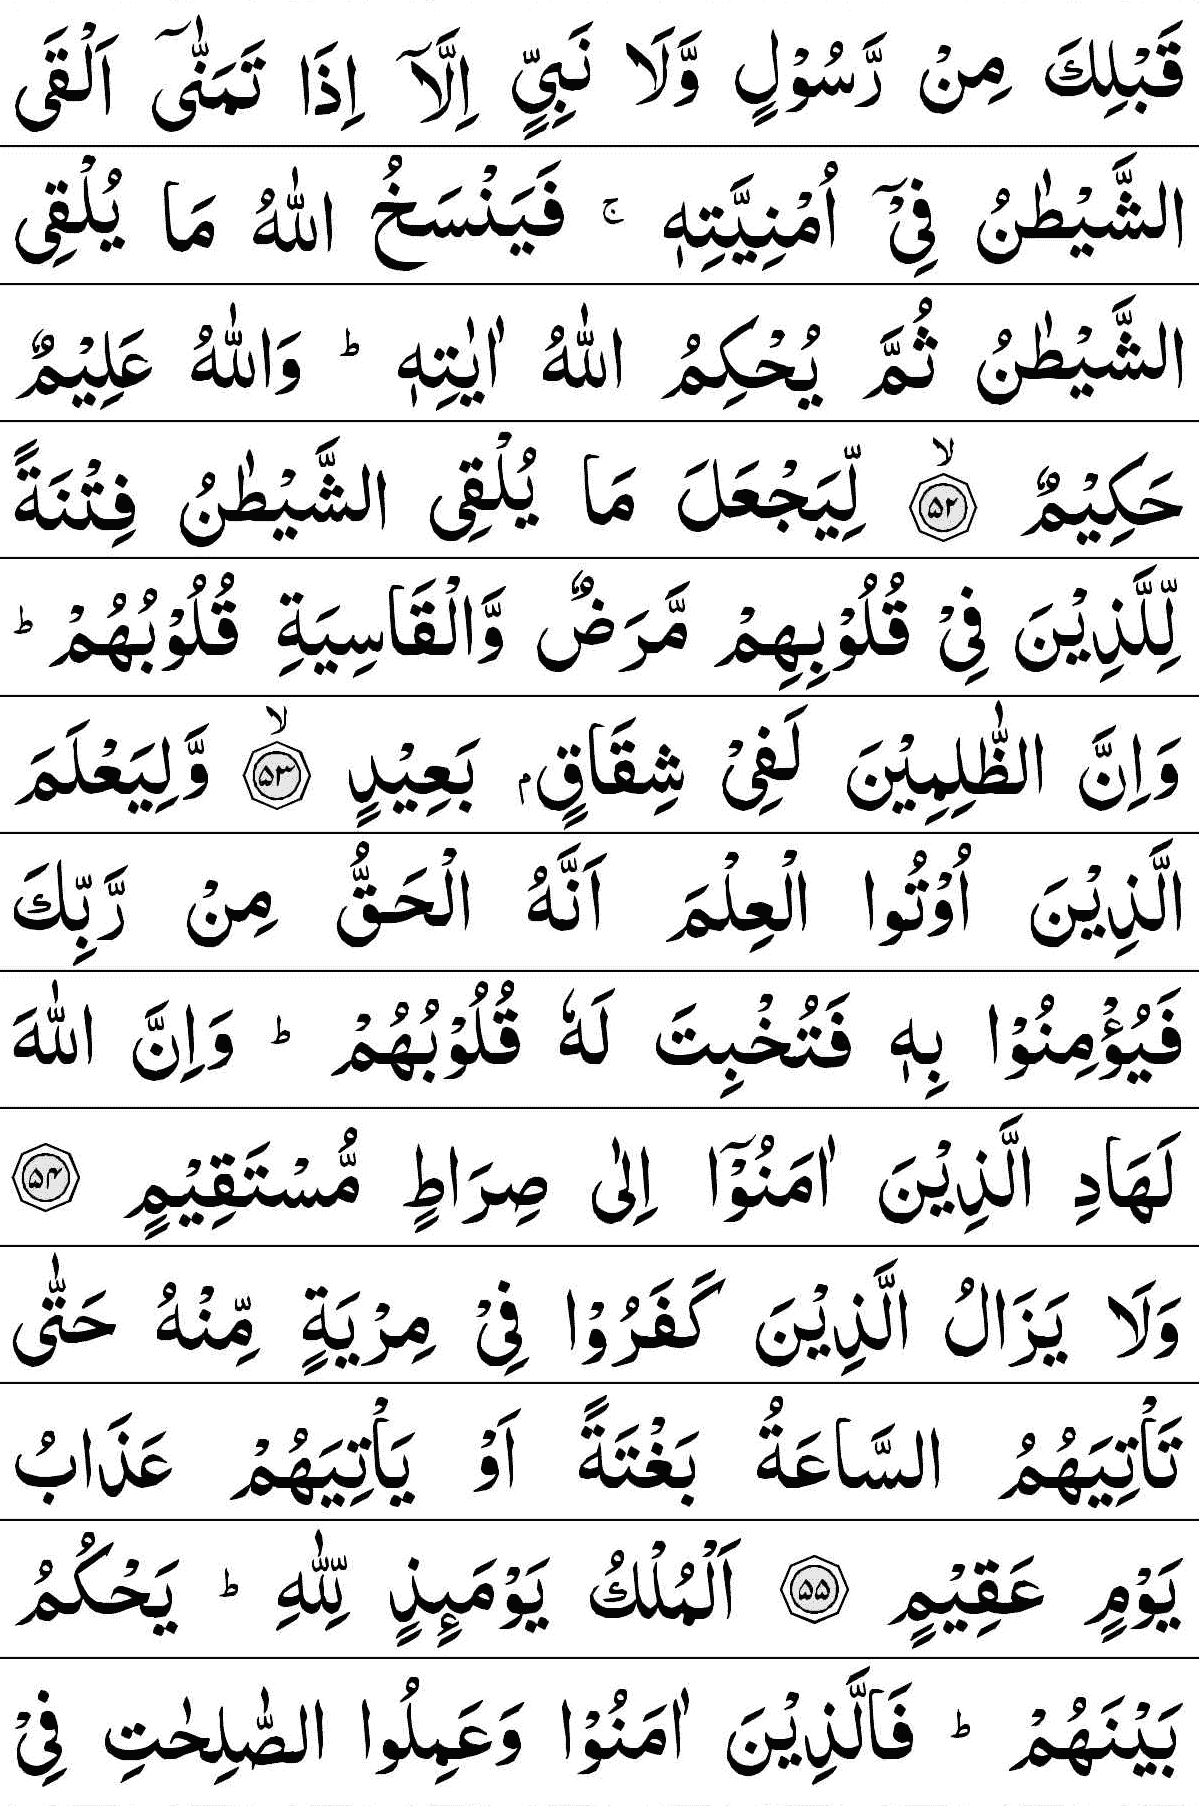 قَبْلِكَ مِنْ رَّسُوْلٍ وَّلَا نَبِيٍّ اِلَّاۤ اِذَا تَمَنّٰۤى اَلْقَى
الشَّيْطٰنُ فِيْۤ اُمْنِيَّتِهٖ ۚ فَيَنْسَخُ اللّٰهُ مَا يُلْقِى
الشَّيْطٰنُ ثُمَّ يُحْكِمُ اللّٰهُ اٰيٰتِهٖ ؕ وَاللّٰهُ عَلِيْمٌ
حَكِيْمٌ ۙ‏﴿۵۲﴾ لِّيَجْعَلَ مَا يُلْقِى الشَّيْطٰنُ فِتْنَةً
لِّلَّذِيْنَ فِيْ قُلُوْبِهِمْ مَّرَضٌ وَّالْقَاسِيَةِ قُلُوْبُهُمْ ؕ
وَاِنَّ الظّٰلِمِيْنَ لَفِيْ شِقَاقٍۭ بَعِيْدٍ ۙ‏﴿۵۳﴾ وَّلِيَعْلَمَ
الَّذِيْنَ اُوْتُوا الْعِلْمَ اَنَّهُ الْحَقُّ مِنْ رَّبِّكَ
فَيُؤْمِنُوْا بِهٖ فَتُخْبِتَ لَهٗ قُلُوْبُهُمْ ؕ وَاِنَّ اللّٰهَ
لَهَادِ الَّذِيْنَ اٰمَنُوْۤا اِلٰى صِرَاطٍ مُّسْتَقِيْمٍ ﴿۵۴﴾
وَلَا يَزَالُ الَّذِيْنَ كَفَرُوْا فِيْ مِرْيَةٍ مِّنْهُ حَتّٰى
تَاْتِيَهُمُ السَّاعَةُ بَغْتَةً اَوْ يَاْتِيَهُمْ عَذَابُ
يَوْمٍ عَقِيْمٍ ﴿۵۵﴾ اَلْمُلْكُ يَوْمَئِذٍ لِّلّٰهِ ؕ يَحْكُمُ
بَيْنَهُمْ ؕ فَالَّذِيْنَ اٰمَنُوْا وَعَمِلُوا الصّٰلِحٰتِ فِيْ